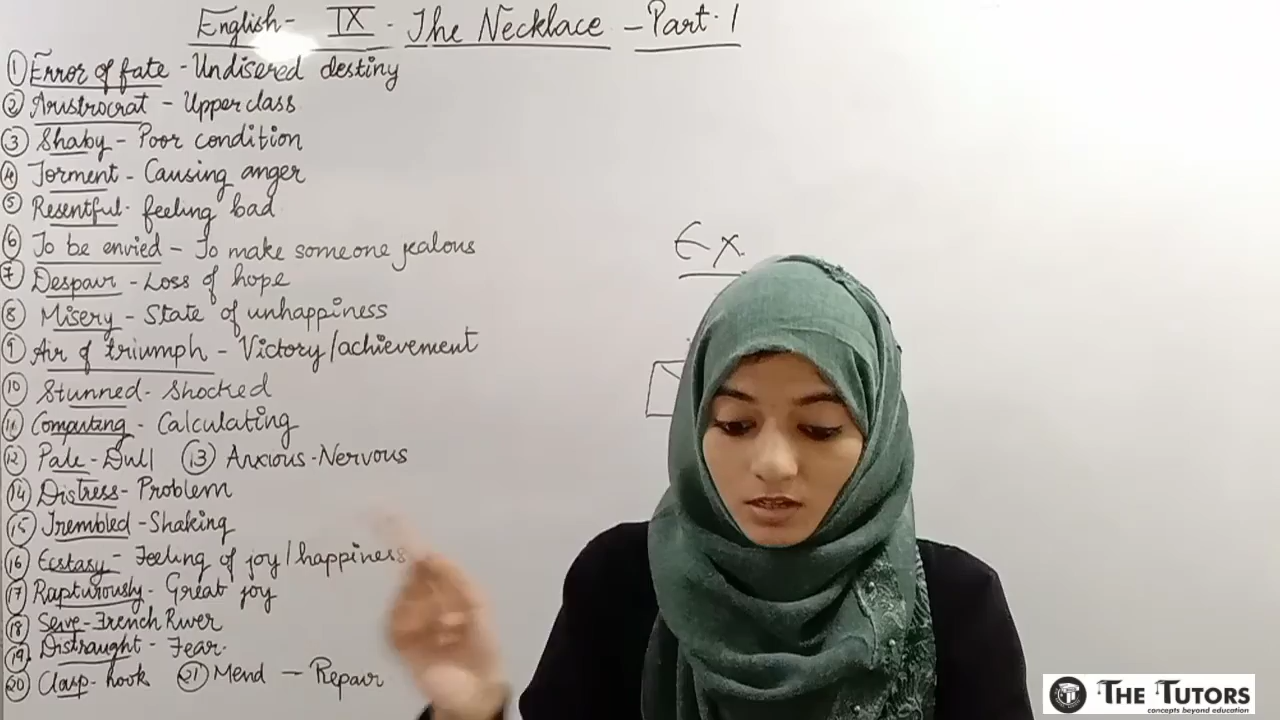 English - IX - The Necklace - Part-1
① Error of fate - Undisered destiny
② Aristrocrat - Upper class
③ Shaby - Poor condition
④ Torment - Causing anger
⑤ Resentful - feeling bad
⑥ To be envied - To make someone jealous
⑦ Despair - Loss of hope
⑧ Misery - State of unhappiness
⑨ Air of triumph - Victory/achievement
⑩ Stunned - Shocked
⑪ Computing - Calculating
⑫ Pale - Dull ⑬ Anxious - Nervous
⑭ Distress - Problem
⑮ Trembled - Shaking
⑯ Ecstasy - Feeling of joy/happiness
⑰ Rapturously - Great joy
⑱ Seive - French River
⑲ Distraught - Fear.
⑳ Clasp - hook ㉑ Mend - Repair
Ex
THE TUTORS
concepts beyond education